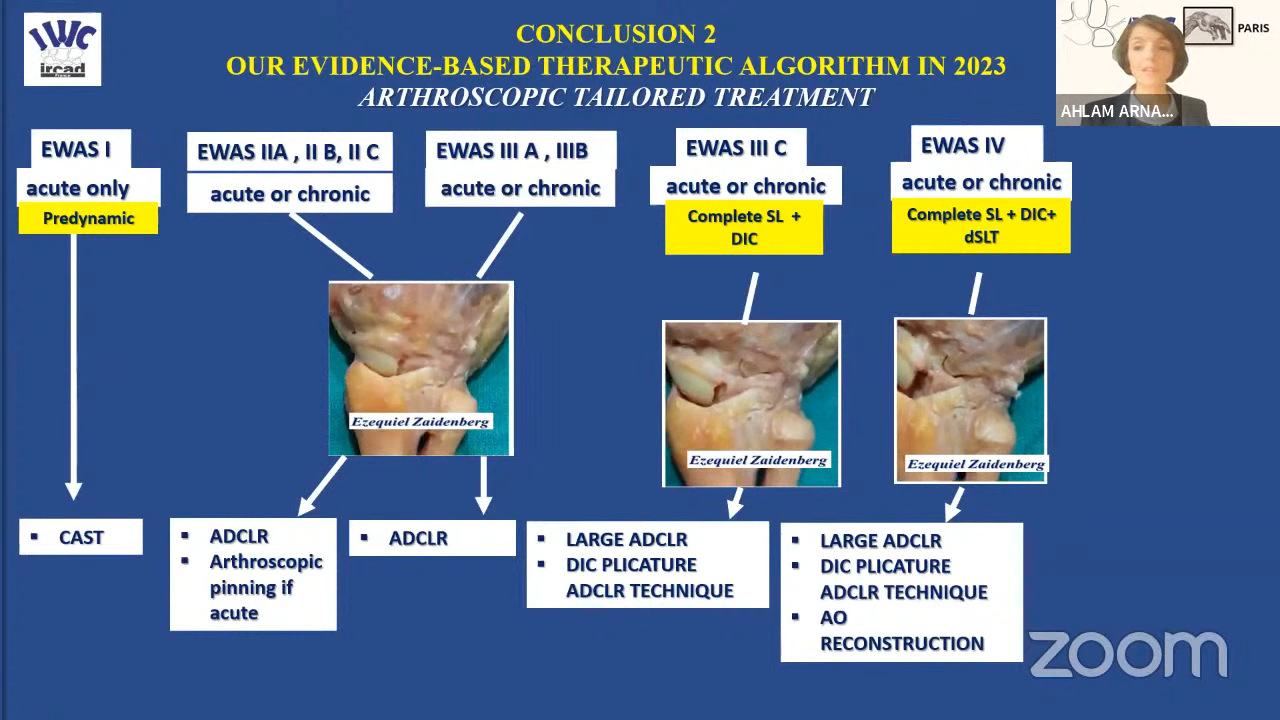 IWC
ircad
France
CONCLUSION 2
OUR EVIDENCE-BASED THERAPEUTIC ALGORITHM IN 2023
ARTHROSCOPIC TAILORED TREATMENT
PARIS
AHLAM ARNA...
EWAS I
acute only
Predynamic
EWAS IIA , II B, II C
acute or chronic
EWAS III A , IIIB
acute or chronic
EWAS III C
acute or chronic
Complete SL +
DIC
EWAS IV
acute or chronic
Complete SL + DIC+
dSLT
Ezequiel Zaidenberg
Ezequiel Zaidenberg
Ezequiel Zaidenberg
▪ CAST
▪ ADCLR
▪ Arthroscopic
pinning if
acute
▪ ADCLR
▪ LARGE ADCLR
▪ DIC PLICATURE
ADCLR TECHNIQUE
▪ LARGE ADCLR
▪ DIC PLICATURE
ADCLR TECHNIQUE
▪ AO
RECONSTRUCTION
zoom